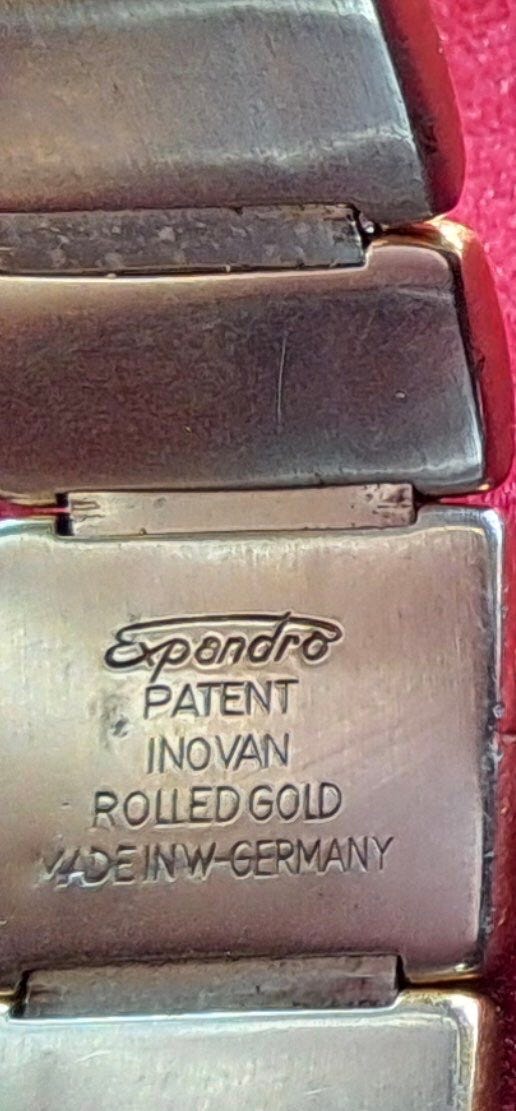 Expandro
PATENT
INOVAN
ROLLED GOLD
MADE IN W-GERMANY